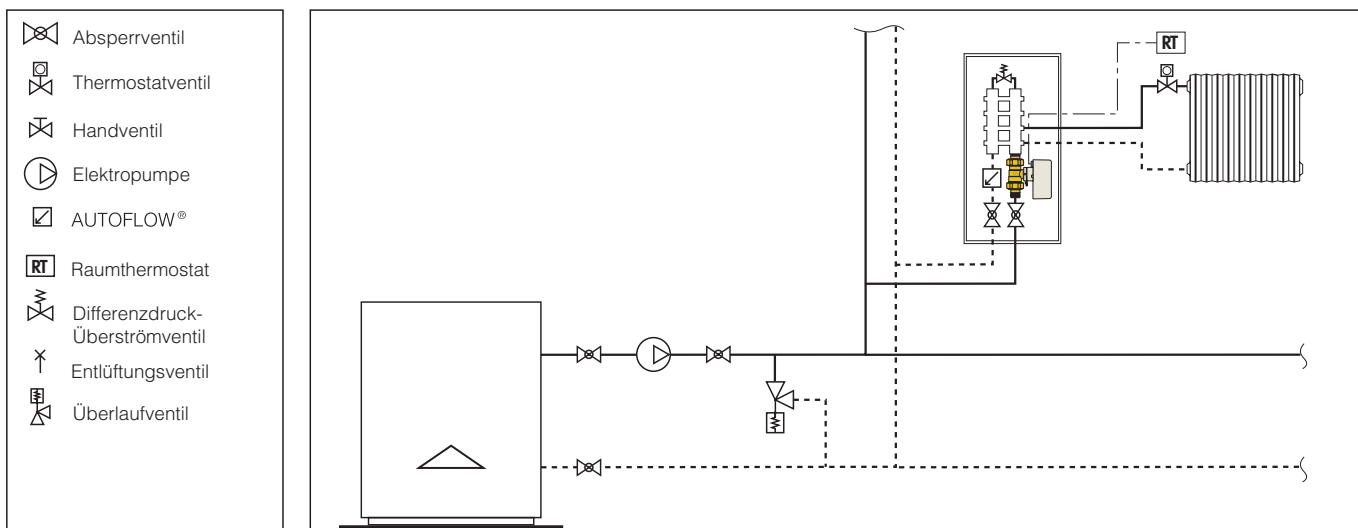 Absperrventil
Thermostatventil
Handventil
Elektropumpe
AUTOFLOW®
RT Raumthermostat
Differenzdruck-
Überströmventil
Entlüftungsventil
Überlaufventil
RT